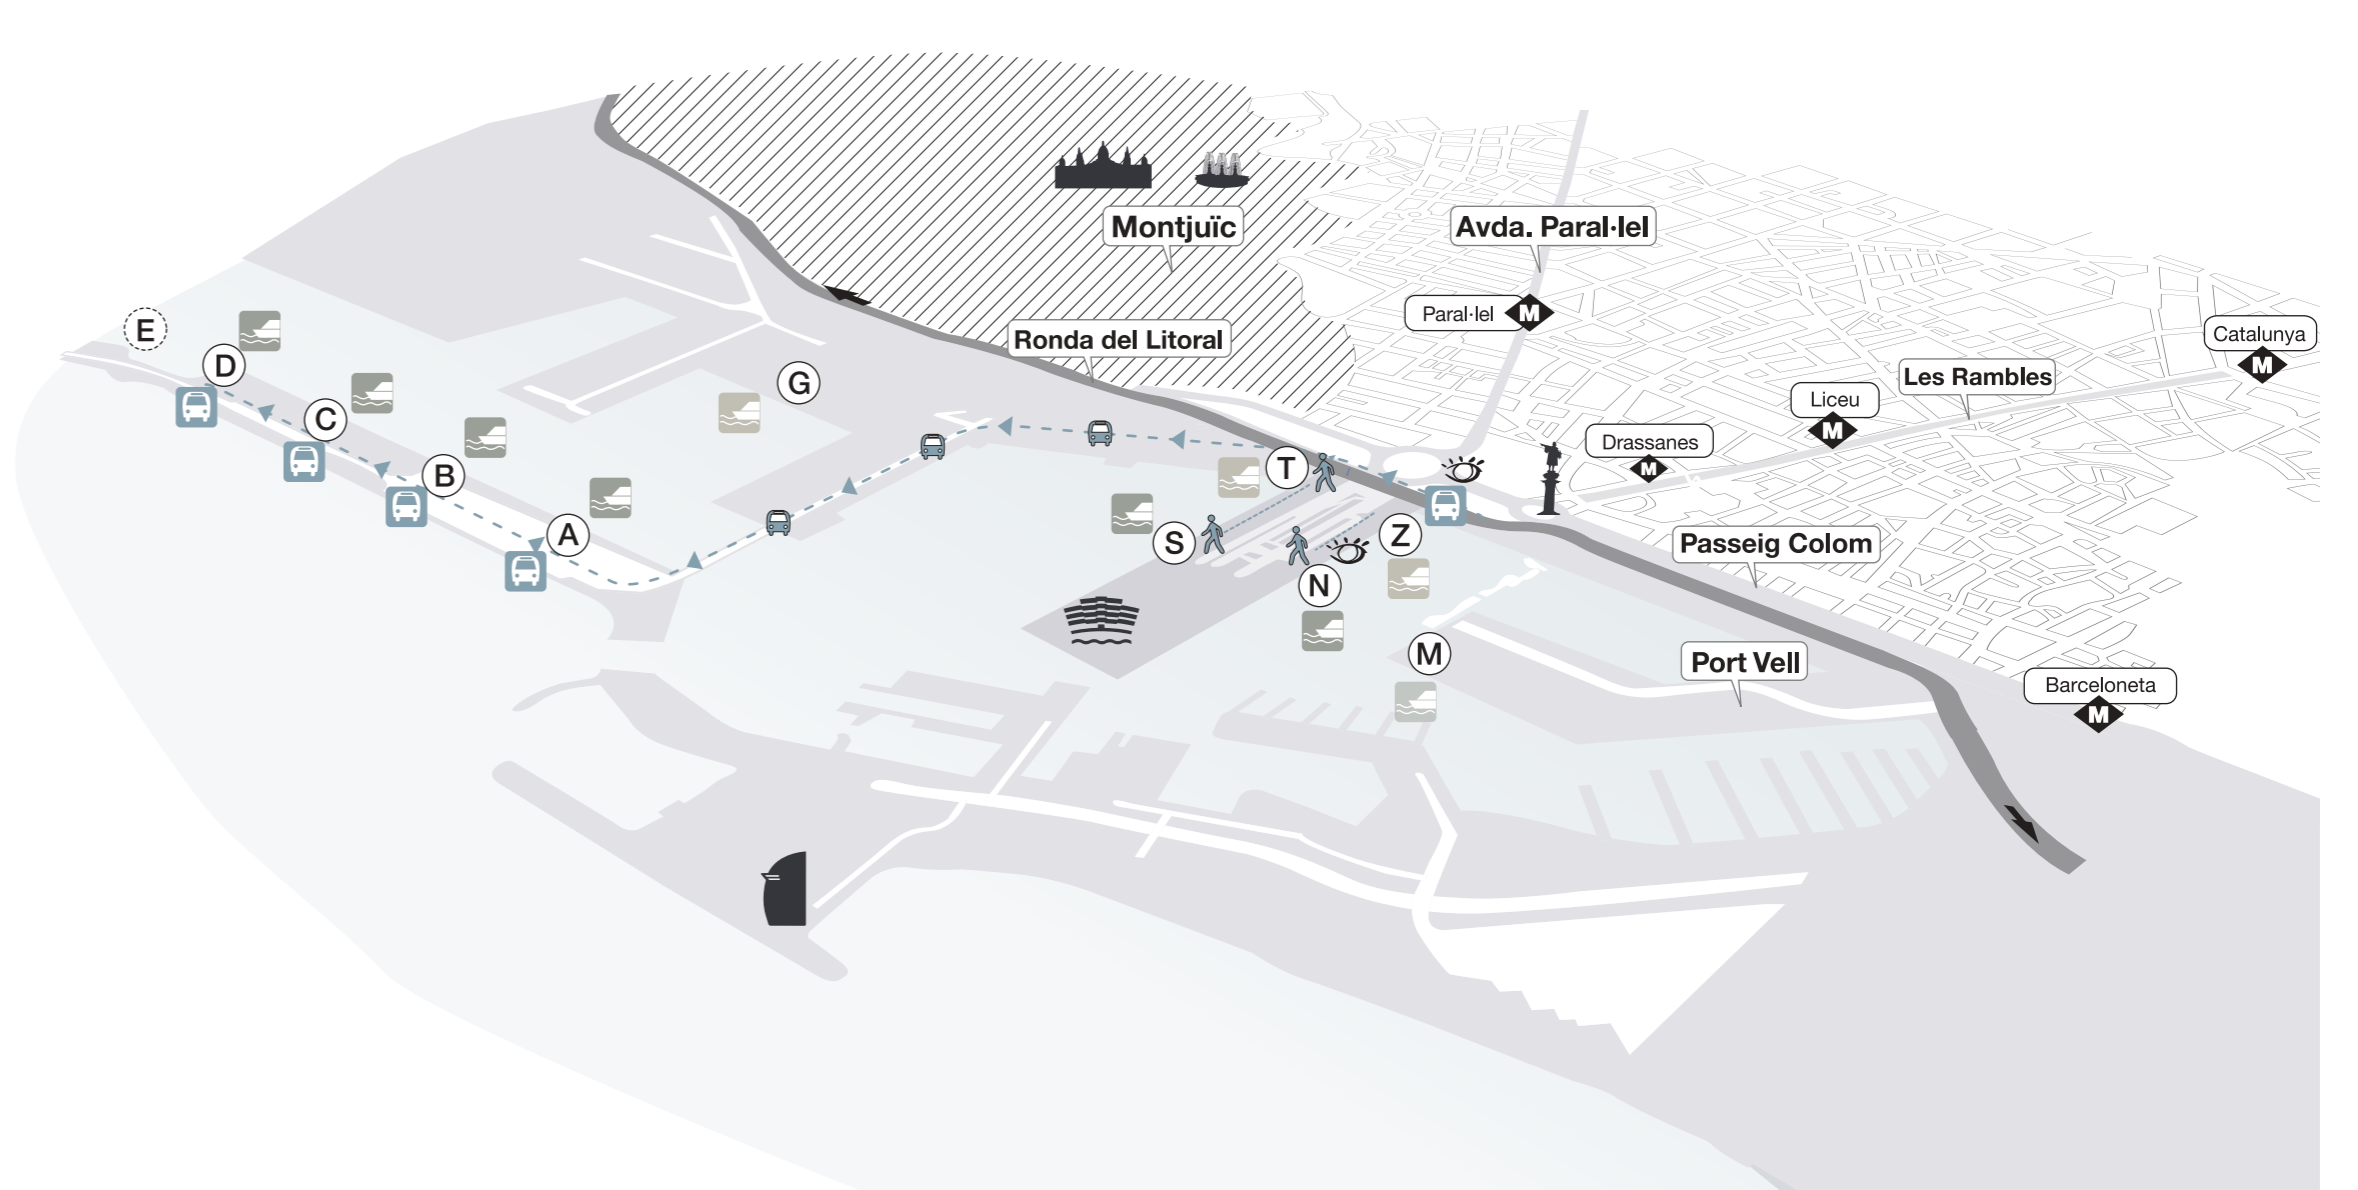 Montjuïc
Avda. Paral·lel
Paral·lel
M
Ronda del Litoral
Catalunya
M
Les Rambles
Liceu
M
Drassanes
M
E
D
C
B
A
G
T
S
Z
N
M
Passeig Colom
Port Vell
Barceloneta
M